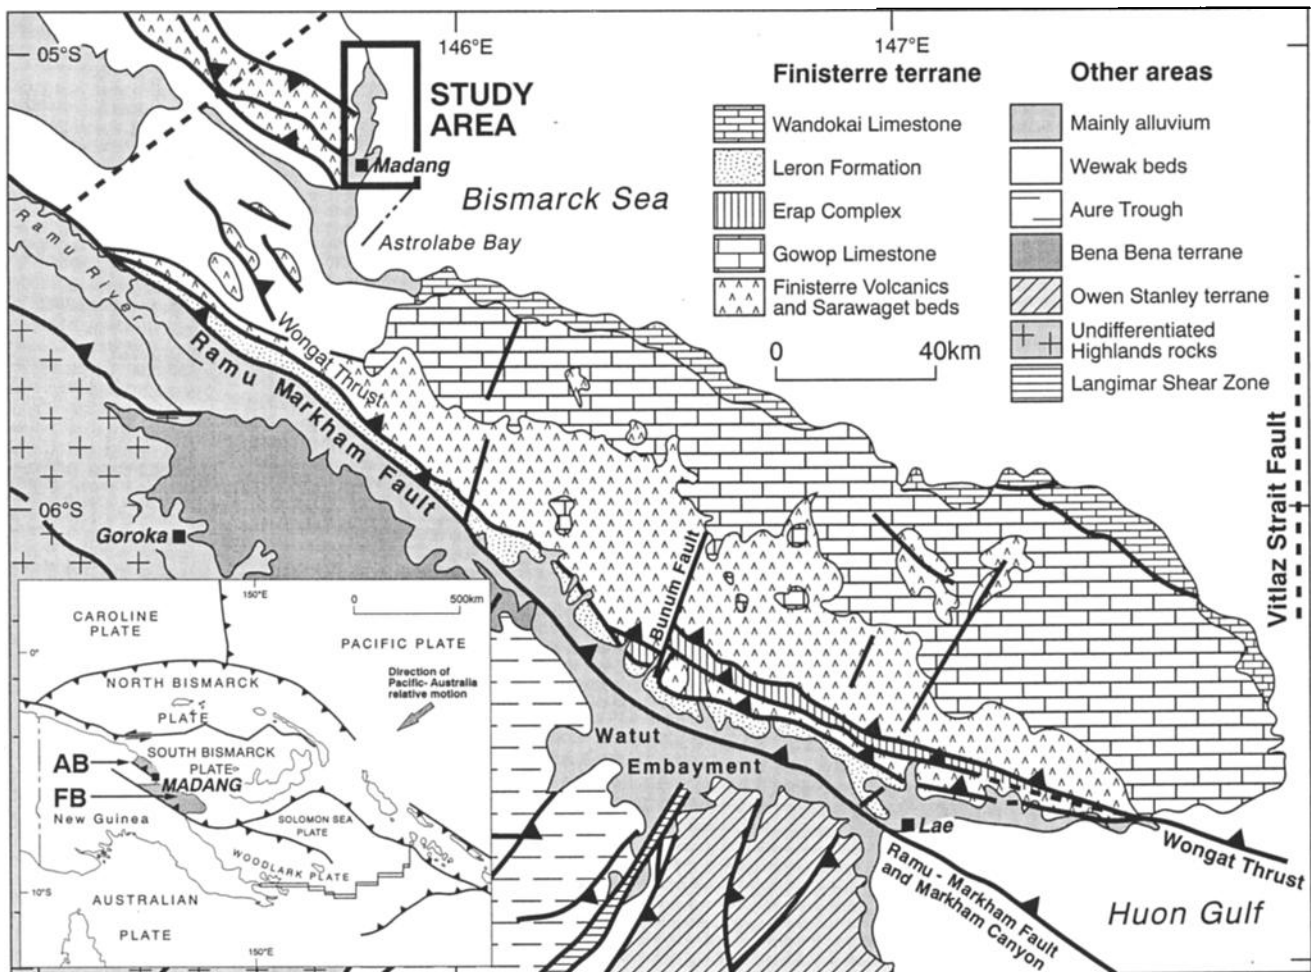 05°S
146°E
147°E
STUDY
AREA
Madang
Bismarck Sea
Astrolabe Bay
Finisterre terrane
Wandokai Limestone
Leron Formation
Erap Complex
Gowop Limestone
Finisterre Volcanics
and Sarawaget beds
Other areas
Mainly alluvium
Wewak beds
Aure Trough
Bena Bena terrane
Owen Stanley terrane
Undifferentiated
Highlands rocks
Langimar Shear Zone
0 40km
Ramu River
Wongat Thrust
Ramu Markham Fault
06°S
Goroka
Bunum Fault
Vitlaz Strait Fault
Watut
Embayment
Lae
Wongat Thrust
Ramu - Markham Fault
and Markham Canyon
Huon Gulf
150°E
0 500km
CAROLINE
PLATE
PACIFIC PLATE
0°
NORTH BISMARCK
PLATE
Direction of
Pacific- Australia
relative motion
SOUTH BISMARCK
PLATE
AB
MADANG
FB
New Guinea
SOLOMON SEA
PLATE
WOODLARK PLATE
10°S
AUSTRALIAN
PLATE
150°E